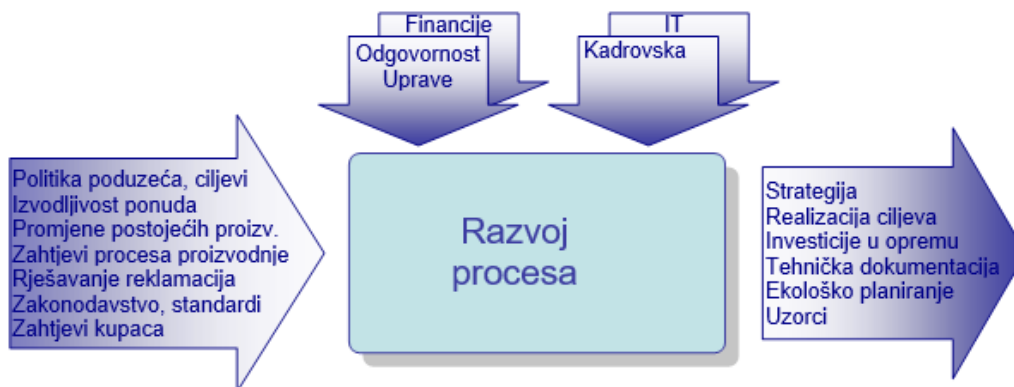 Financije
Odgovornost
Uprave
IT
Kadrovska
Politika poduzeća, ciljevi
Izvodljivost ponuda
Promjene postojećih proizv.
Zahtjevi procesa proizvodnje
Rješavanje reklamacija
Zakonodavstvo, standardi
Zahtjevi kupaca
Razvoj
procesa
Strategija
Realizacija ciljeva
Investicije u opremu
Tehnička dokumentacija
Ekološko planiranje
Uzorci